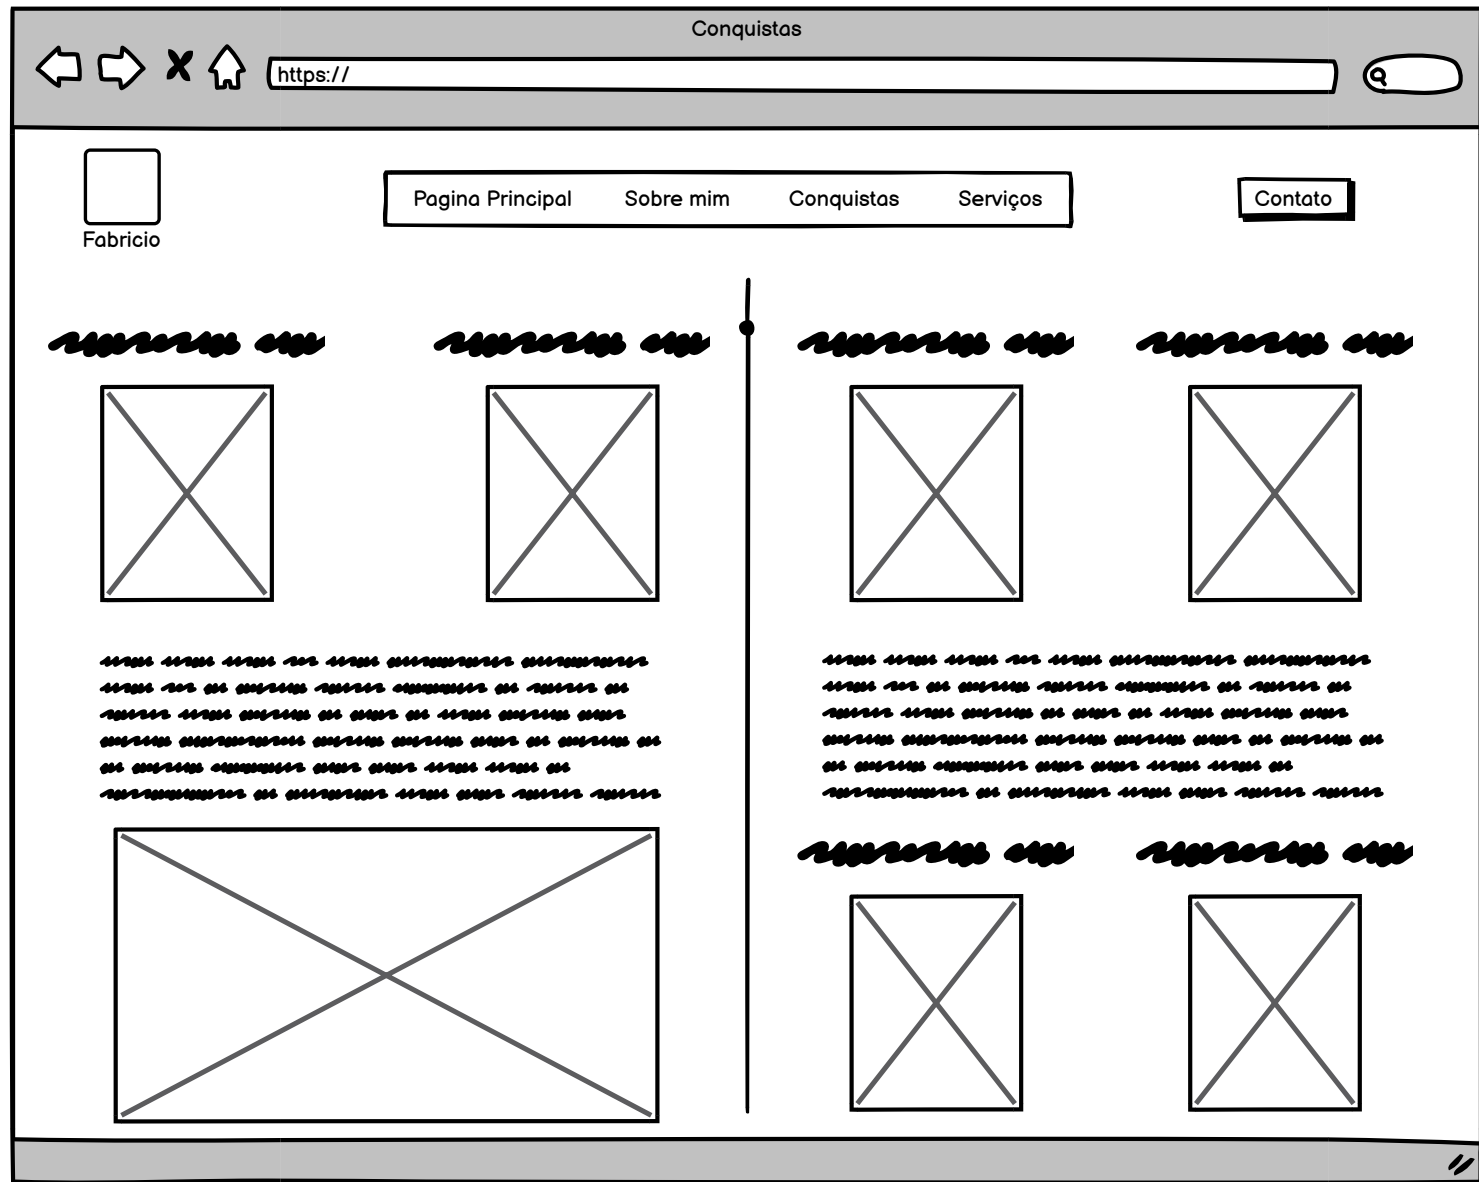 Conquistas
https://
Pagina Principal Sobre mim Conquistas Serviços
Contato
Fabricio